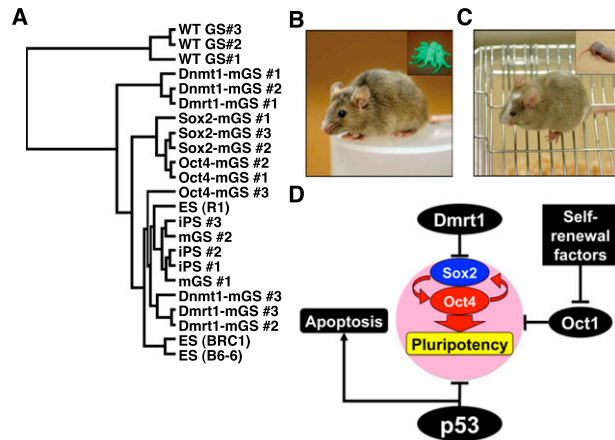 A
WT GS#3
WT GS#2
WT GS#1
Dnmt1-mGS #1
Dnmt1-mGS #2
Dmrt1-mGS #1
Sox2-mGS #1
Sox2-mGS #3
Sox2-mGS #2
Oct4-mGS #2
Oct4-mGS #1
Oct4-mGS #3
ES (R1)
iPS #3
mGS #2
iPS #2
iPS #1
mGS #1
Dnmt1-mGS #3
Dmrt1-mGS #3
Dmrt1-mGS #2
ES (BRC1)
ES (B6-6)
B
C
D
Dmrt1
Self-
renewal
factors
Sox2
Oct4
Pluripotency
Apoptosis
Oct1
p53